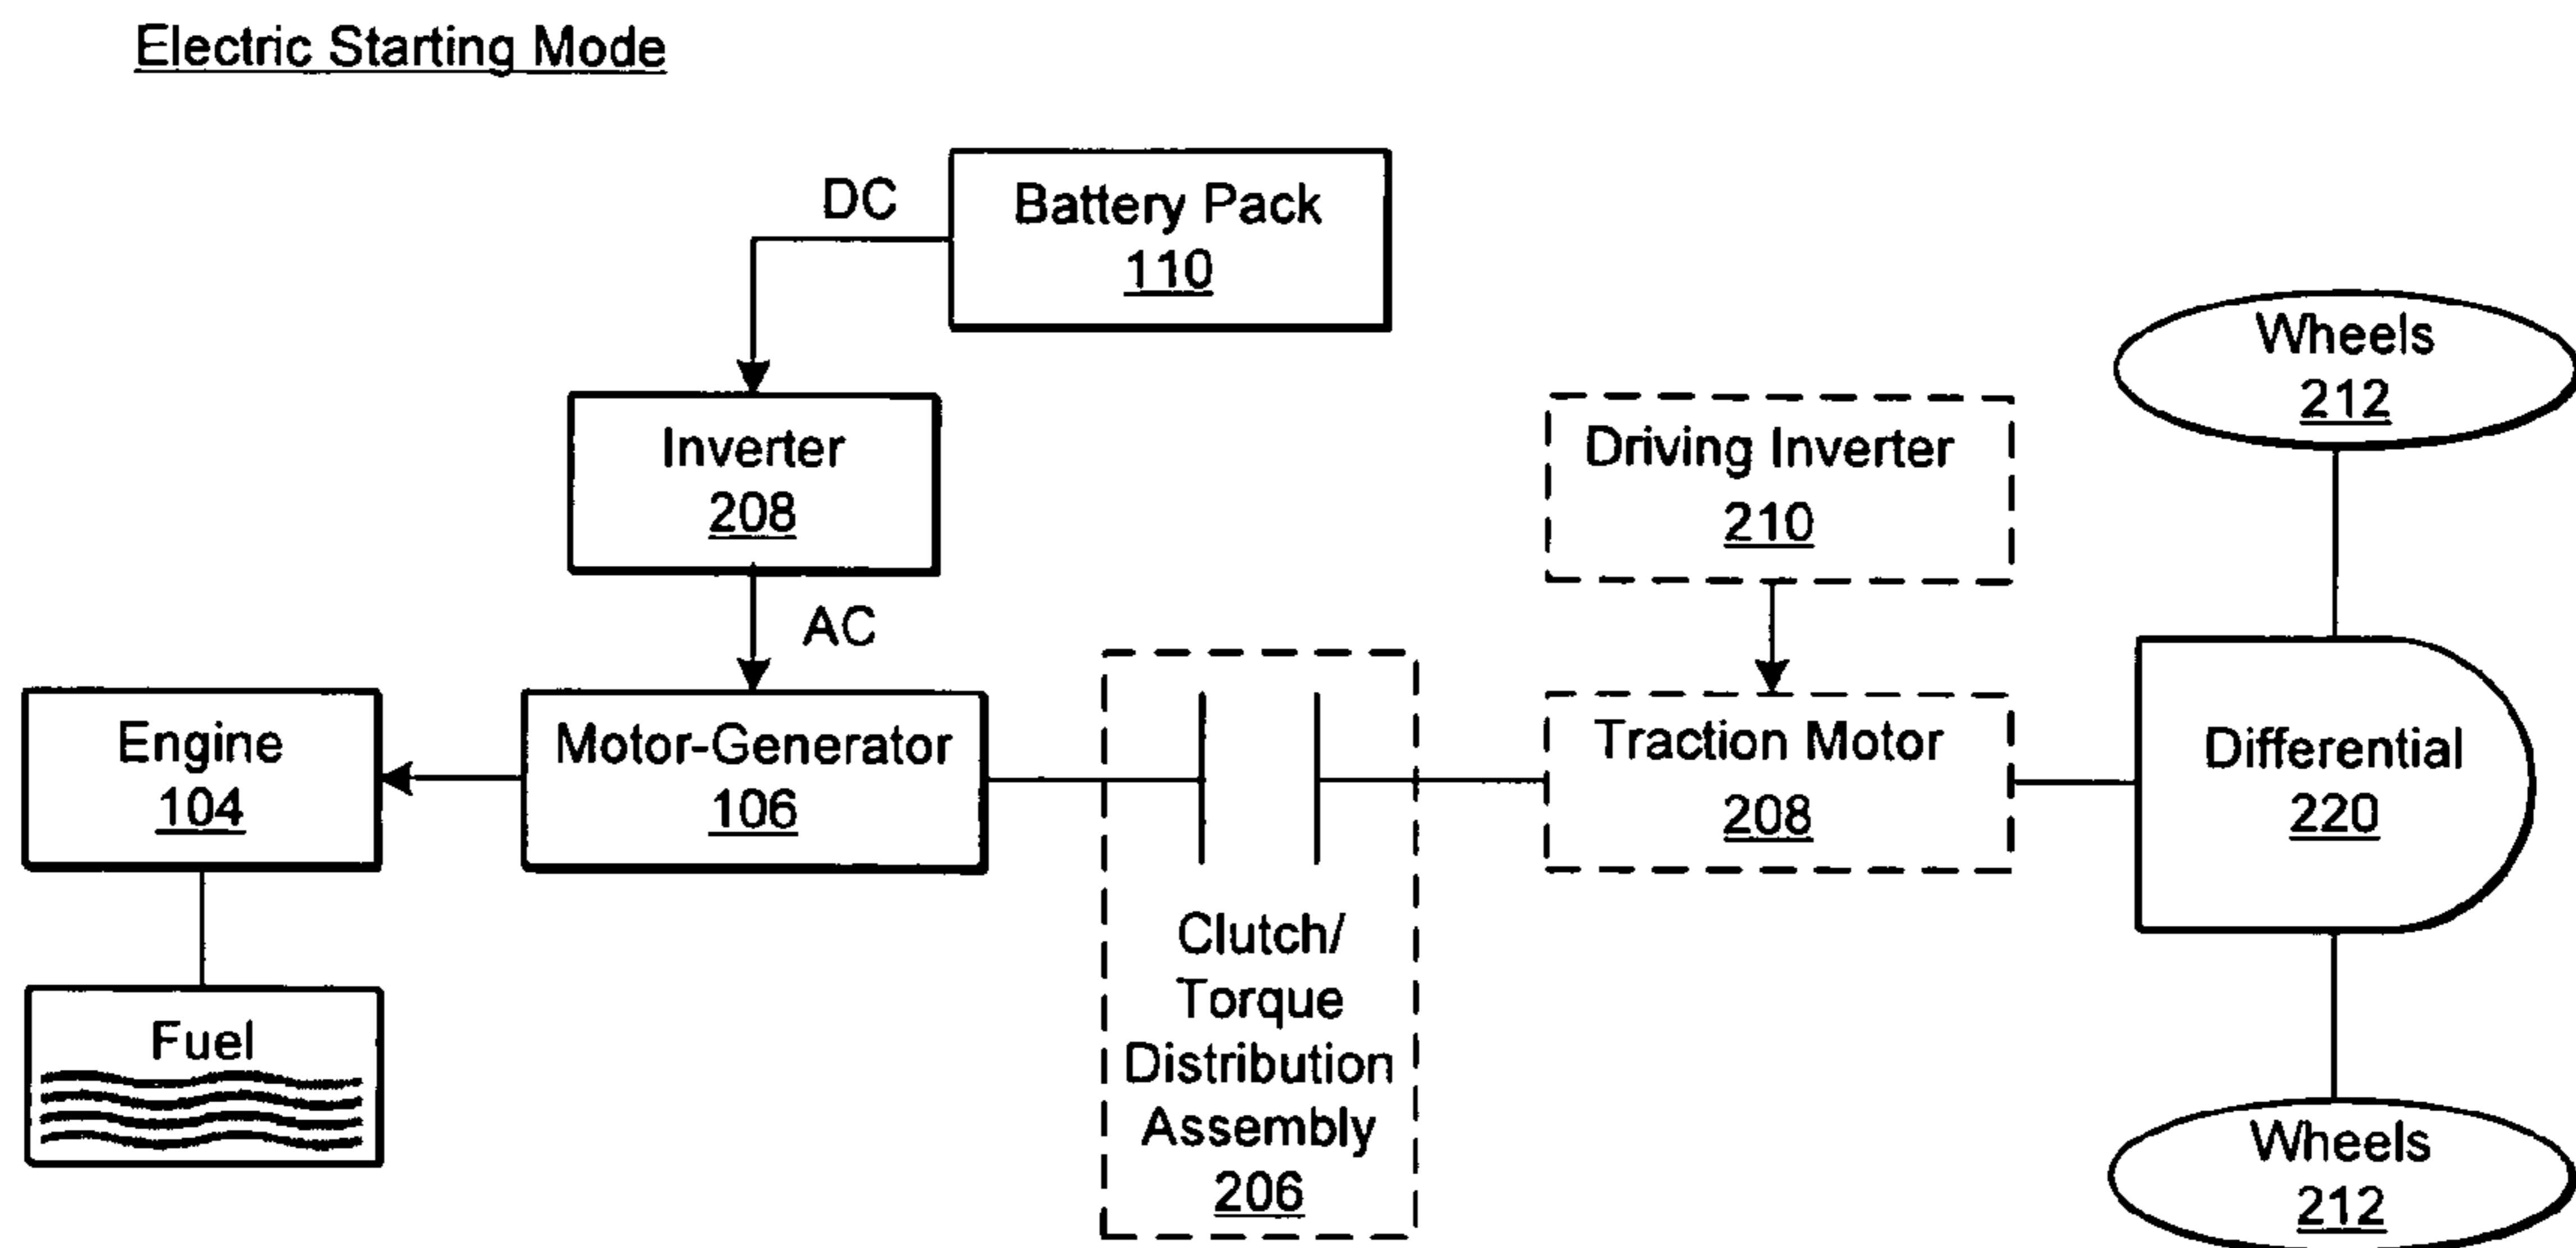 Electric Starting Mode
DC
Battery Pack
110
Inverter
208
AC
Driving Inverter
210
Wheels
212
Engine
104
Motor-Generator
106
Traction Motor
208
Differential
220
Fuel
Clutch/
Torque
Distribution
Assembly
206
Wheels
212